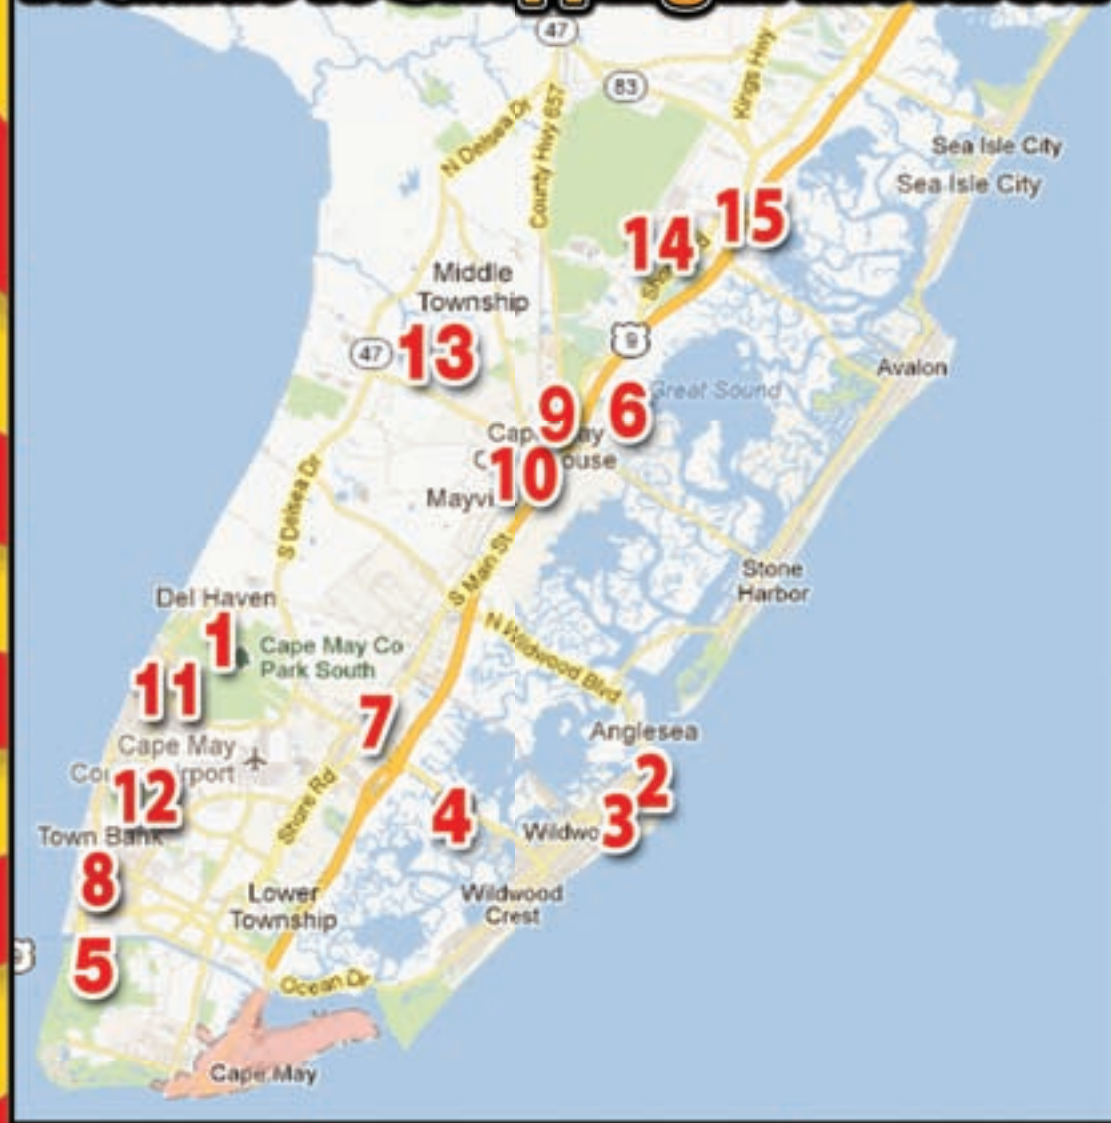 47
83
Kings Hwy
N Delsea Dr
County Hwy 657
Sea Isle City
Sea Isle City
15
14
Middle
Township
9
47
13
Avalon
Great Sound
9
6
10
S Delsea Dr
S Main St
Stone
Harbor
Del Haven
1
Cape May Co
Park South
N Wildwood Blvd
11
7
Anglesea
Cape May
2
12
4
3
Shore Rd
Town Bank
8
Lower
Township
Wildwood
Crest
5
Ocean Dr
Cape May